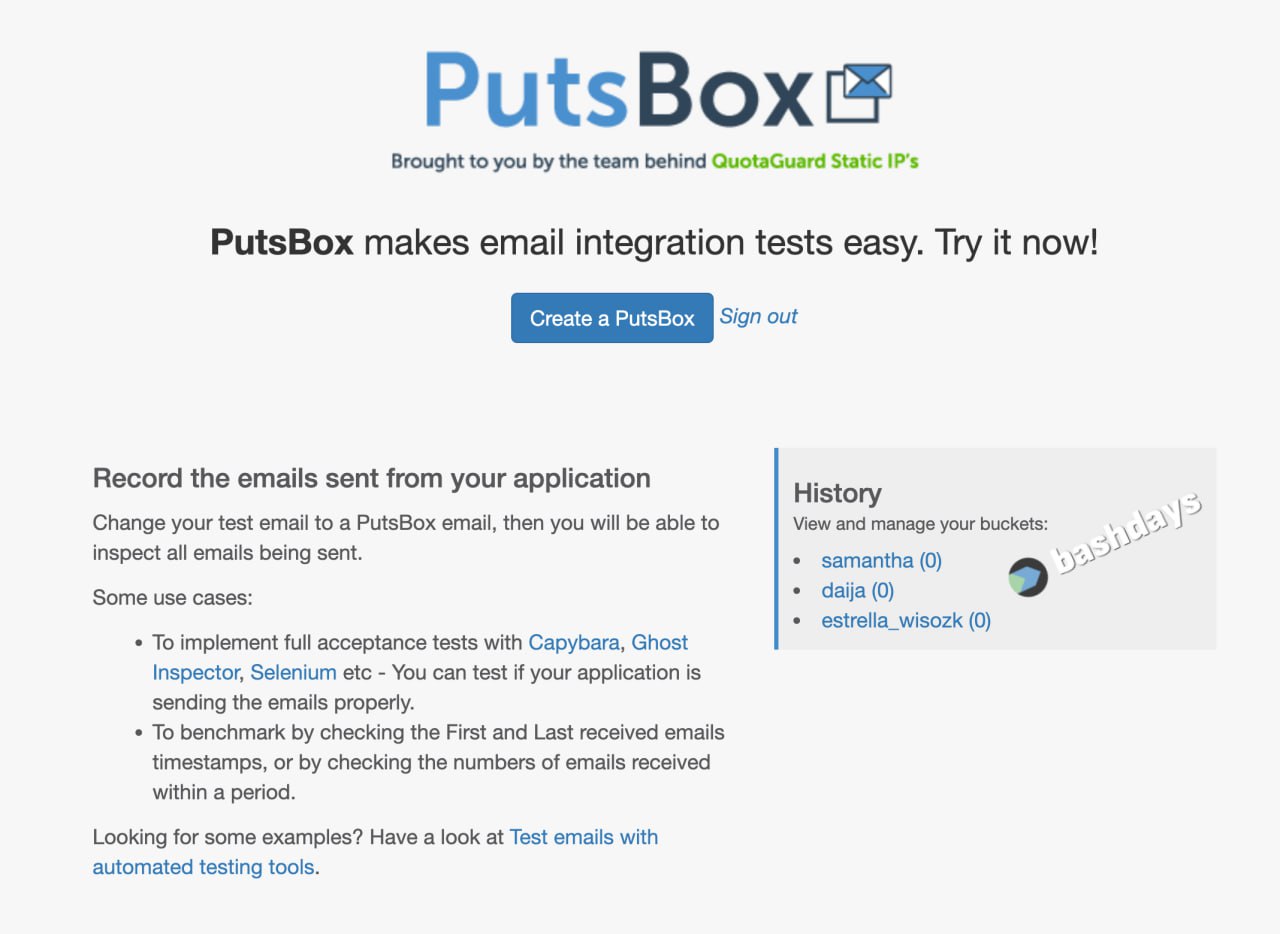 PutsBox
Brought to you by the team behind QuotaGuard Static IP's
PutsBox makes email integration tests easy. Try it now!
Create a PutsBox Sign out
Record the emails sent from your application
Change your test email to a PutsBox email, then you will be able to
inspect all emails being sent.
Some use cases:
• To implement full acceptance tests with Capybara, Ghost
Inspector, Selenium etc - You can test if your application is
sending the emails properly.
• To benchmark by checking the First and Last received emails
timestamps, or by checking the numbers of emails received
within a period.
Looking for some examples? Have a look at Test emails with
automated testing tools.
History
View and manage your buckets:
• samantha (0)
• daija (0)
• estrella_wisozk (0)
bashdays